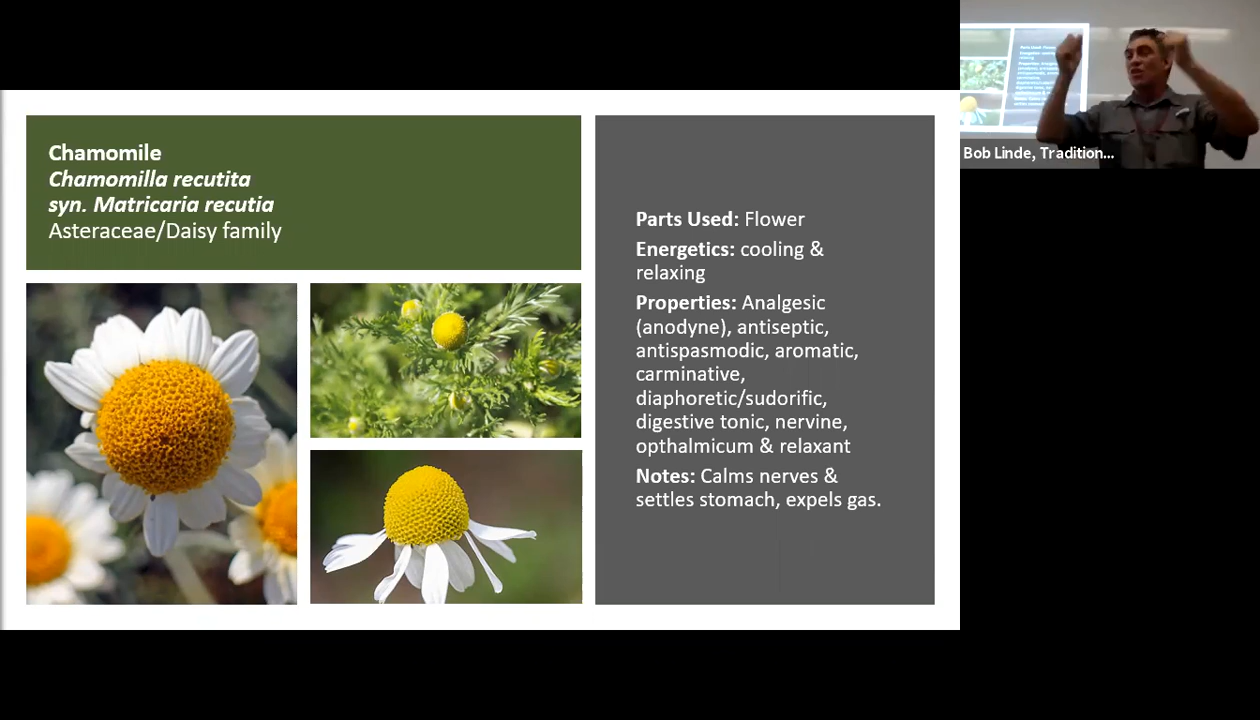 Chamomile
Chamomilla recutita
syn. Matricaria recutia
Asteraceae/Daisy family
Parts Used: Flower
Energetics: cooling &
relaxing
Properties: Analgesic
(anodyne), antiseptic,
antispasmodic, aromatic,
carminative,
diaphoretic/sudorific,
digestive tonic, nervine,
opthalmicum & relaxant
Notes: Calms nerves &
settles stomach, expels gas.
Bob Linde, Tradition...